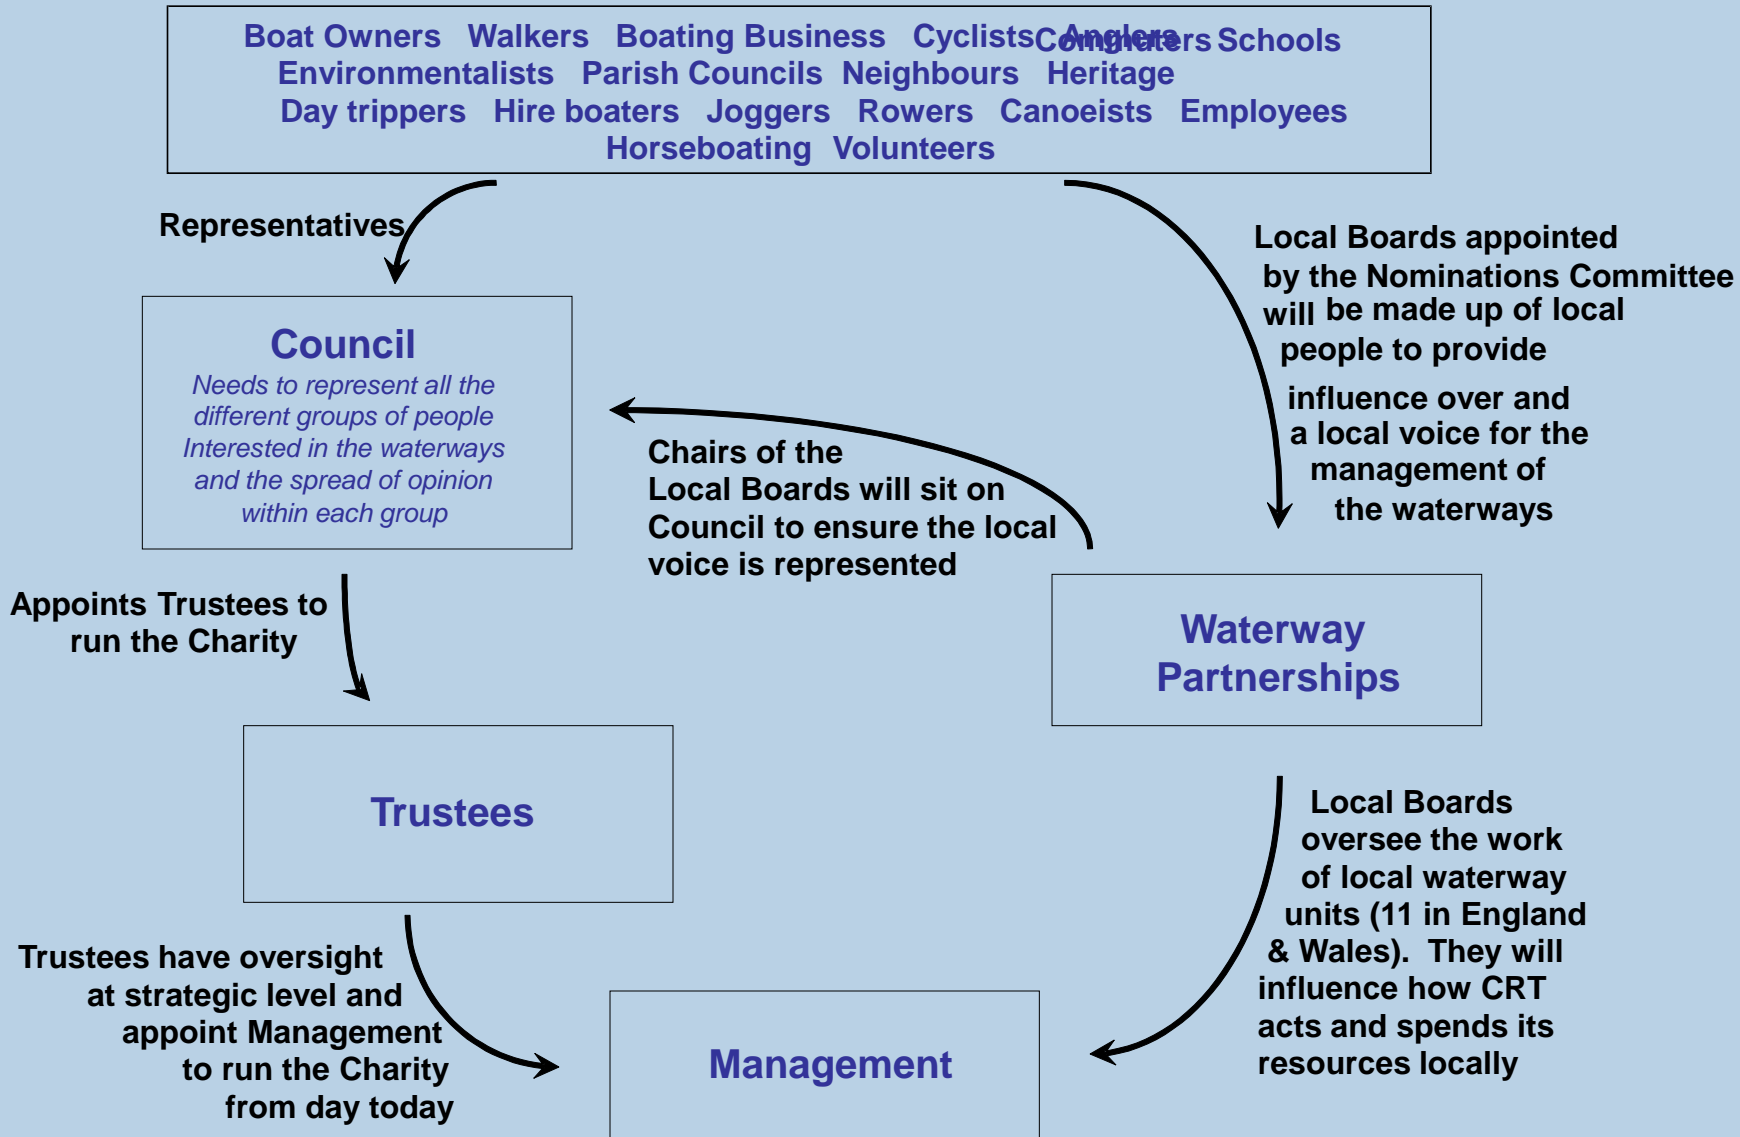 Boat Owners Walkers Boating Business Cyclists Anglers Commuters Schools
Environmentalists Parish Councils Neighbours Heritage
Day trippers Hire boaters Joggers Rowers Canoeists Employees
Horseboating Volunteers
Representatives
Local Boards appointed
by the Nominations Committee
will be made up of local
people to provide
influence over and
a local voice for the
management of
the waterways
Council
Needs to represent all the
different groups of people
Interested in the waterways
and the spread of opinion
within each group
Chairs of the
Local Boards will sit on
Council to ensure the local
voice is represented
Appoints Trustees to
run the Charity
Waterway
Partnerships
Trustees
Local Boards
oversee the work
of local waterway
units (11 in England
& Wales). They will
influence how CRT
acts and spends its
resources locally
Trustees have oversight
at strategic level and
appoint Management
to run the Charity
from day today
Management